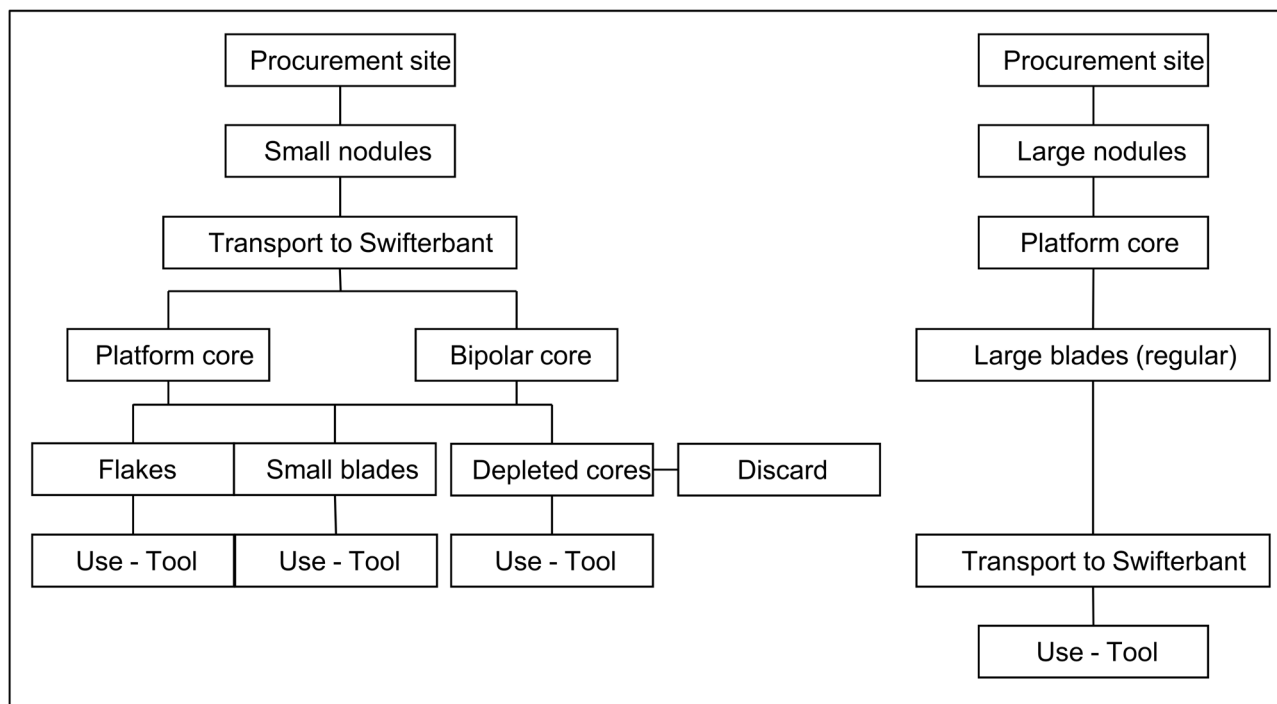 Procurement site
Small nodules
Transport to Swifterbant
Platform core
Bipolar core
Flakes
Small blades
Depleted cores
Discard
Use - Tool
Use - Tool
Use - Tool
Procurement site
Large nodules
Platform core
Large blades (regular)
Transport to Swifterbant
Use - Tool